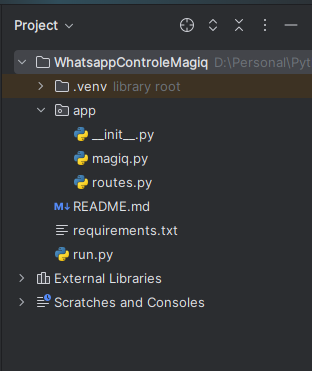 Project
WhatsappControleMagiq D:\Personal\Pyt
.venv library root
app
__init__.py
magiq.py
routes.py
M↓ README.md
requirements.txt
run.py
External Libraries
Scratches and Consoles